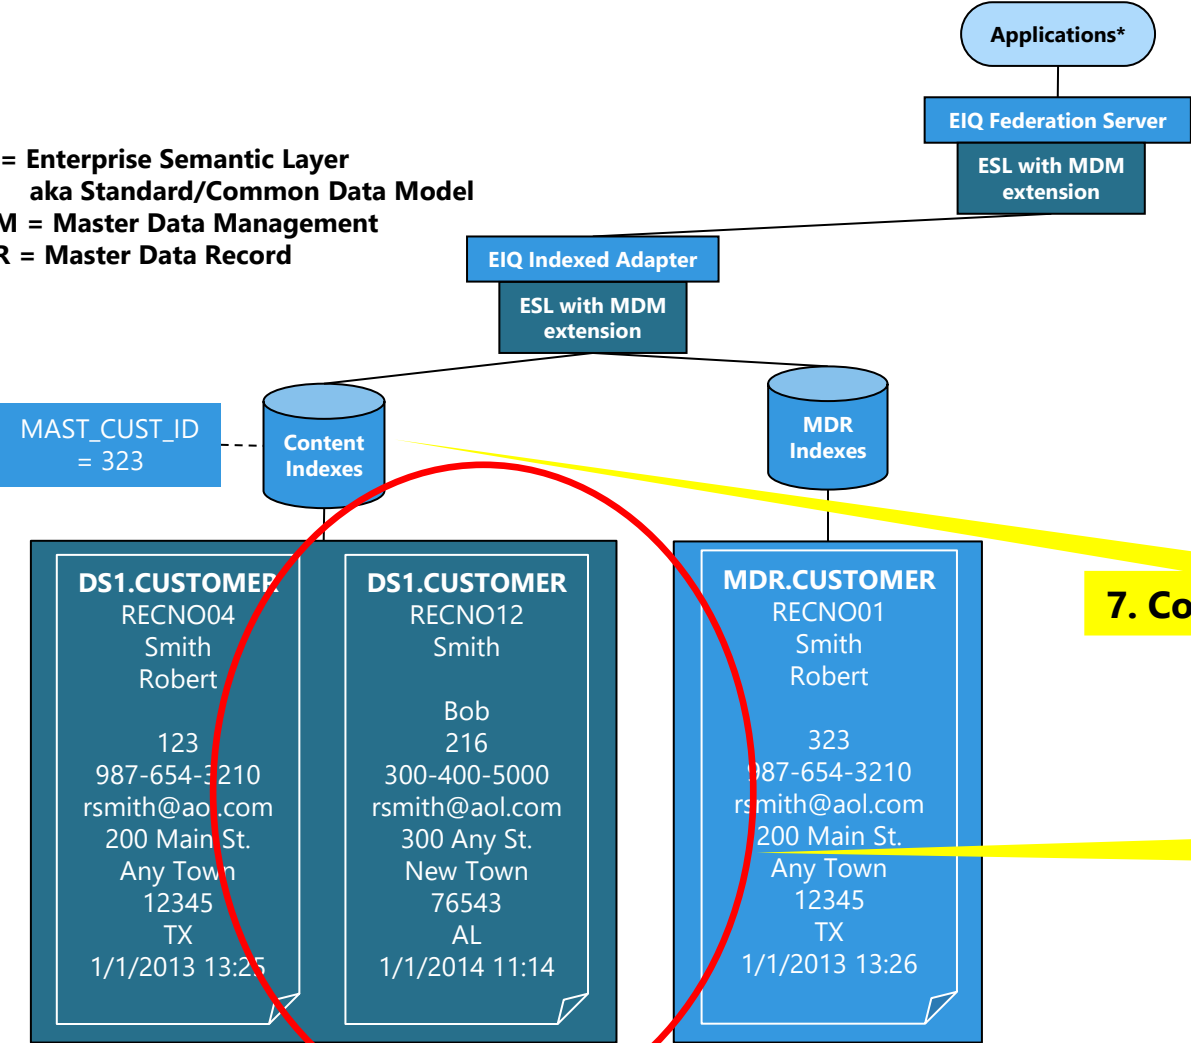 Applications*
EIQ Federation Server
ESL with MDM
extension
= Enterprise Semantic Layer
aka Standard/Common Data Model
M = Master Data Management
R = Master Data Record
EIQ Indexed Adapter
ESL with MDM
extension
MAST_CUST_ID
= 323
Content
Indexes
MDR
Indexes
DS1.CUSTOMER
RECNO04
Smith
Robert
123
987-654-3210
rsmith@aol.com
200 Main St.
Any Town
12345
TX
1/1/2013 13:25
DS1.CUSTOMER
RECNO12
Smith
Bob
216
300-400-5000
rsmith@aol.com
300 Any St.
New Town
76543
AL
1/1/2014 11:14
MDR.CUSTOMER
RECNO01
Smith
Robert
323
987-654-3210
rsmith@aol.com
200 Main St.
Any Town
12345
TX
1/1/2013 13:26
7. Co